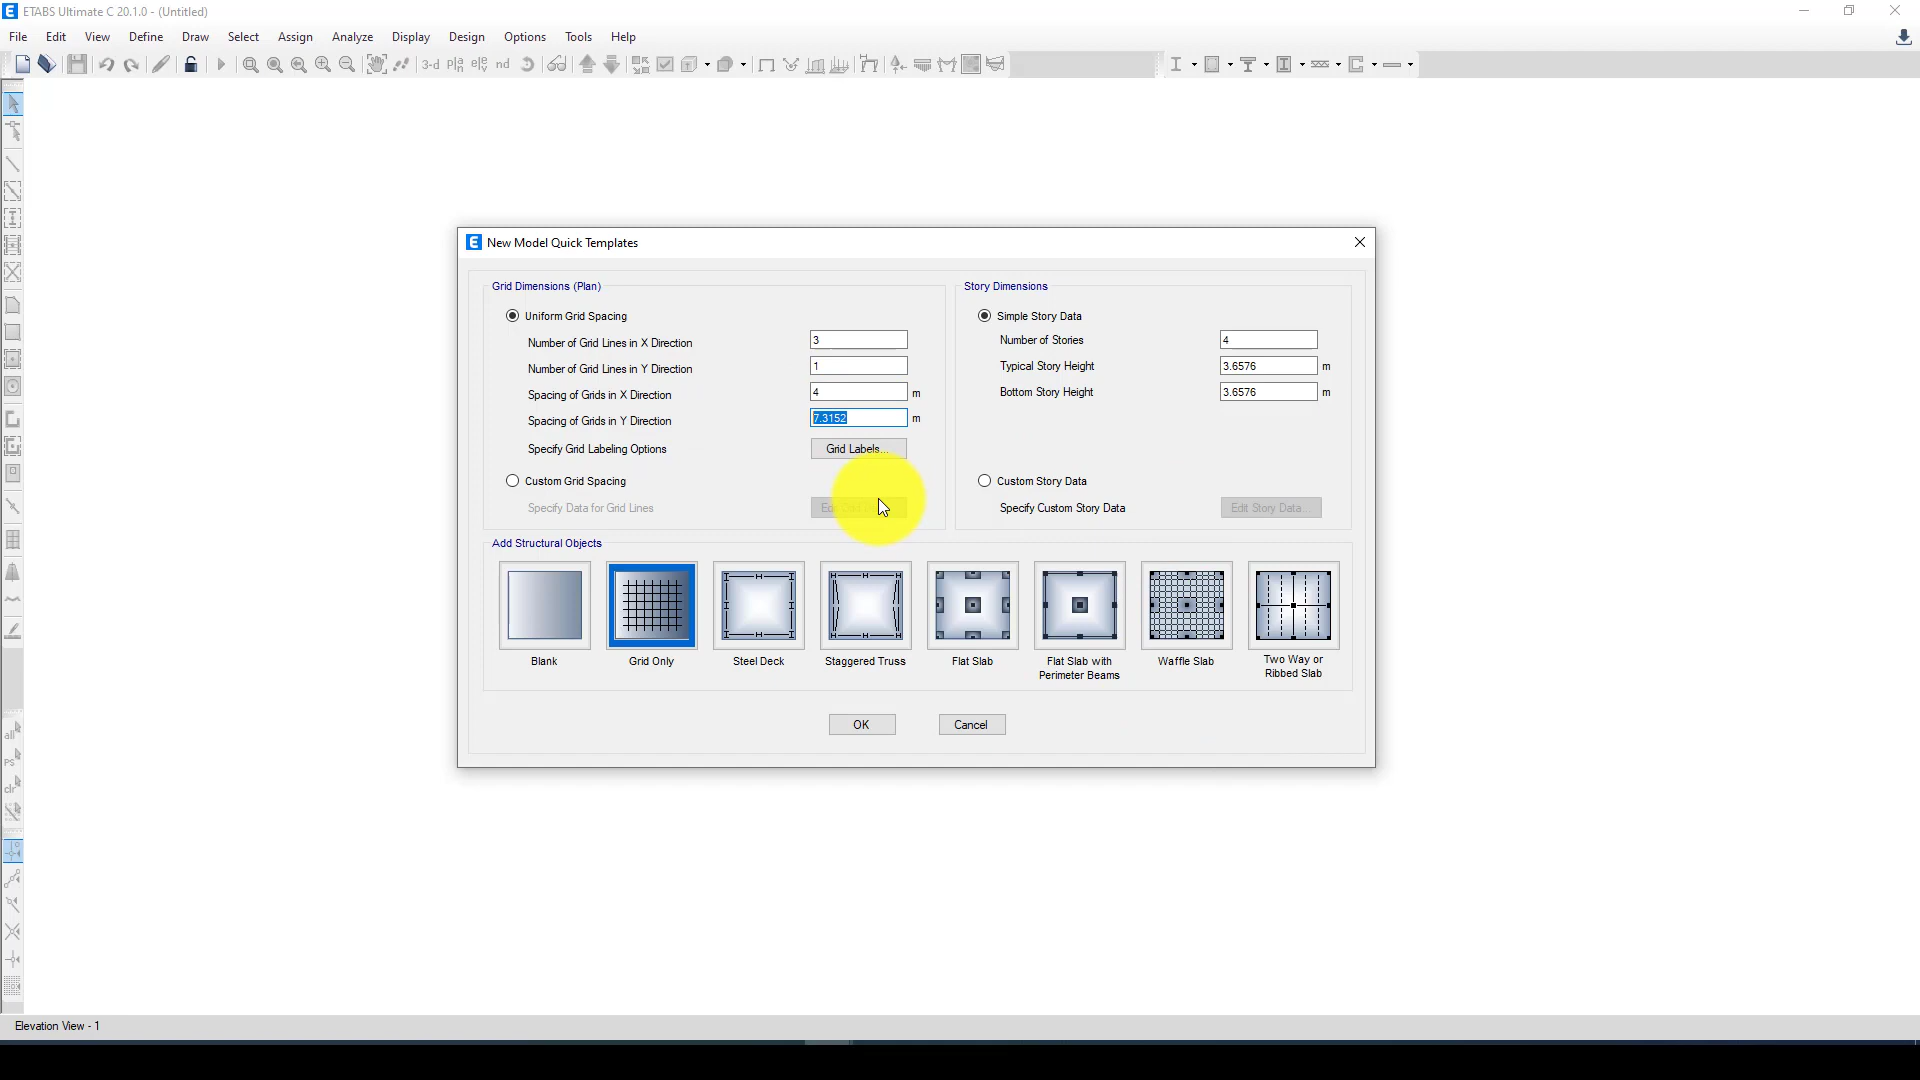 ETABS Ultimate C 20.1.0 - (Untitled)
File Edit View Define Draw Select Assign Analyze Display Design Options Tools Help
3-d nd
New Model Quick Templates
Grid Dimensions (Plan)
Uniform Grid Spacing
Number of Grid Lines in X Direction 3
Number of Grid Lines in Y Direction 1
Spacing of Grids in X Direction 4 m
Spacing of Grids in Y Direction 7.3152 m
Specify Grid Labeling Options Grid Labels...
Custom Grid Spacing
Specify Data for Grid Lines
Story Dimensions
Simple Story Data
Number of Stories 4
Typical Story Height 3.6576 m
Bottom Story Height 3.6576 m
Custom Story Data
Specify Custom Story Data Edit Story Data...
Add Structural Objects
Blank
Grid Only
Steel Deck
Staggered Truss
Flat Slab
Flat Slab with
Perimeter Beams
Waffle Slab
Two Way or
Ribbed Slab
OK Cancel
all
PS
clr
Elevation View - 1